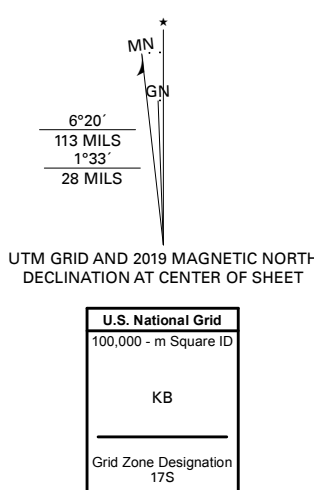 ★
MN
GN
6°20´
113 MILS
1°33´
28 MILS
UTM GRID AND 2019 MAGNETIC NORTH
DECLINATION AT CENTER OF SHEET
U.S. National Grid
100,000 - m Square ID
KB
Grid Zone Designation
17S